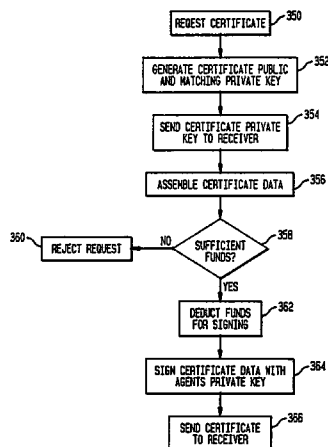 REQEST CERTIFICATE
350
GENERATE CERTIFICATE PUBLIC
AND MATCHING PRIVATE KEY
352
SEND CERTIFICATE PRIVATE
KEY TO RECEIVER
354
ASSEMBLE CERTIFICATE DATA
356
SUFFICIENT
FUNDS?
358
NO
360
REJECT REQUEST
YES
DEDUCT FUNDS
FOR SIGNING
362
SIGN CERTIFICATE DATA WITH
AGENTS PRIVATE KEY
364
SEND CERTIFICATE
TO RECEIVER
366